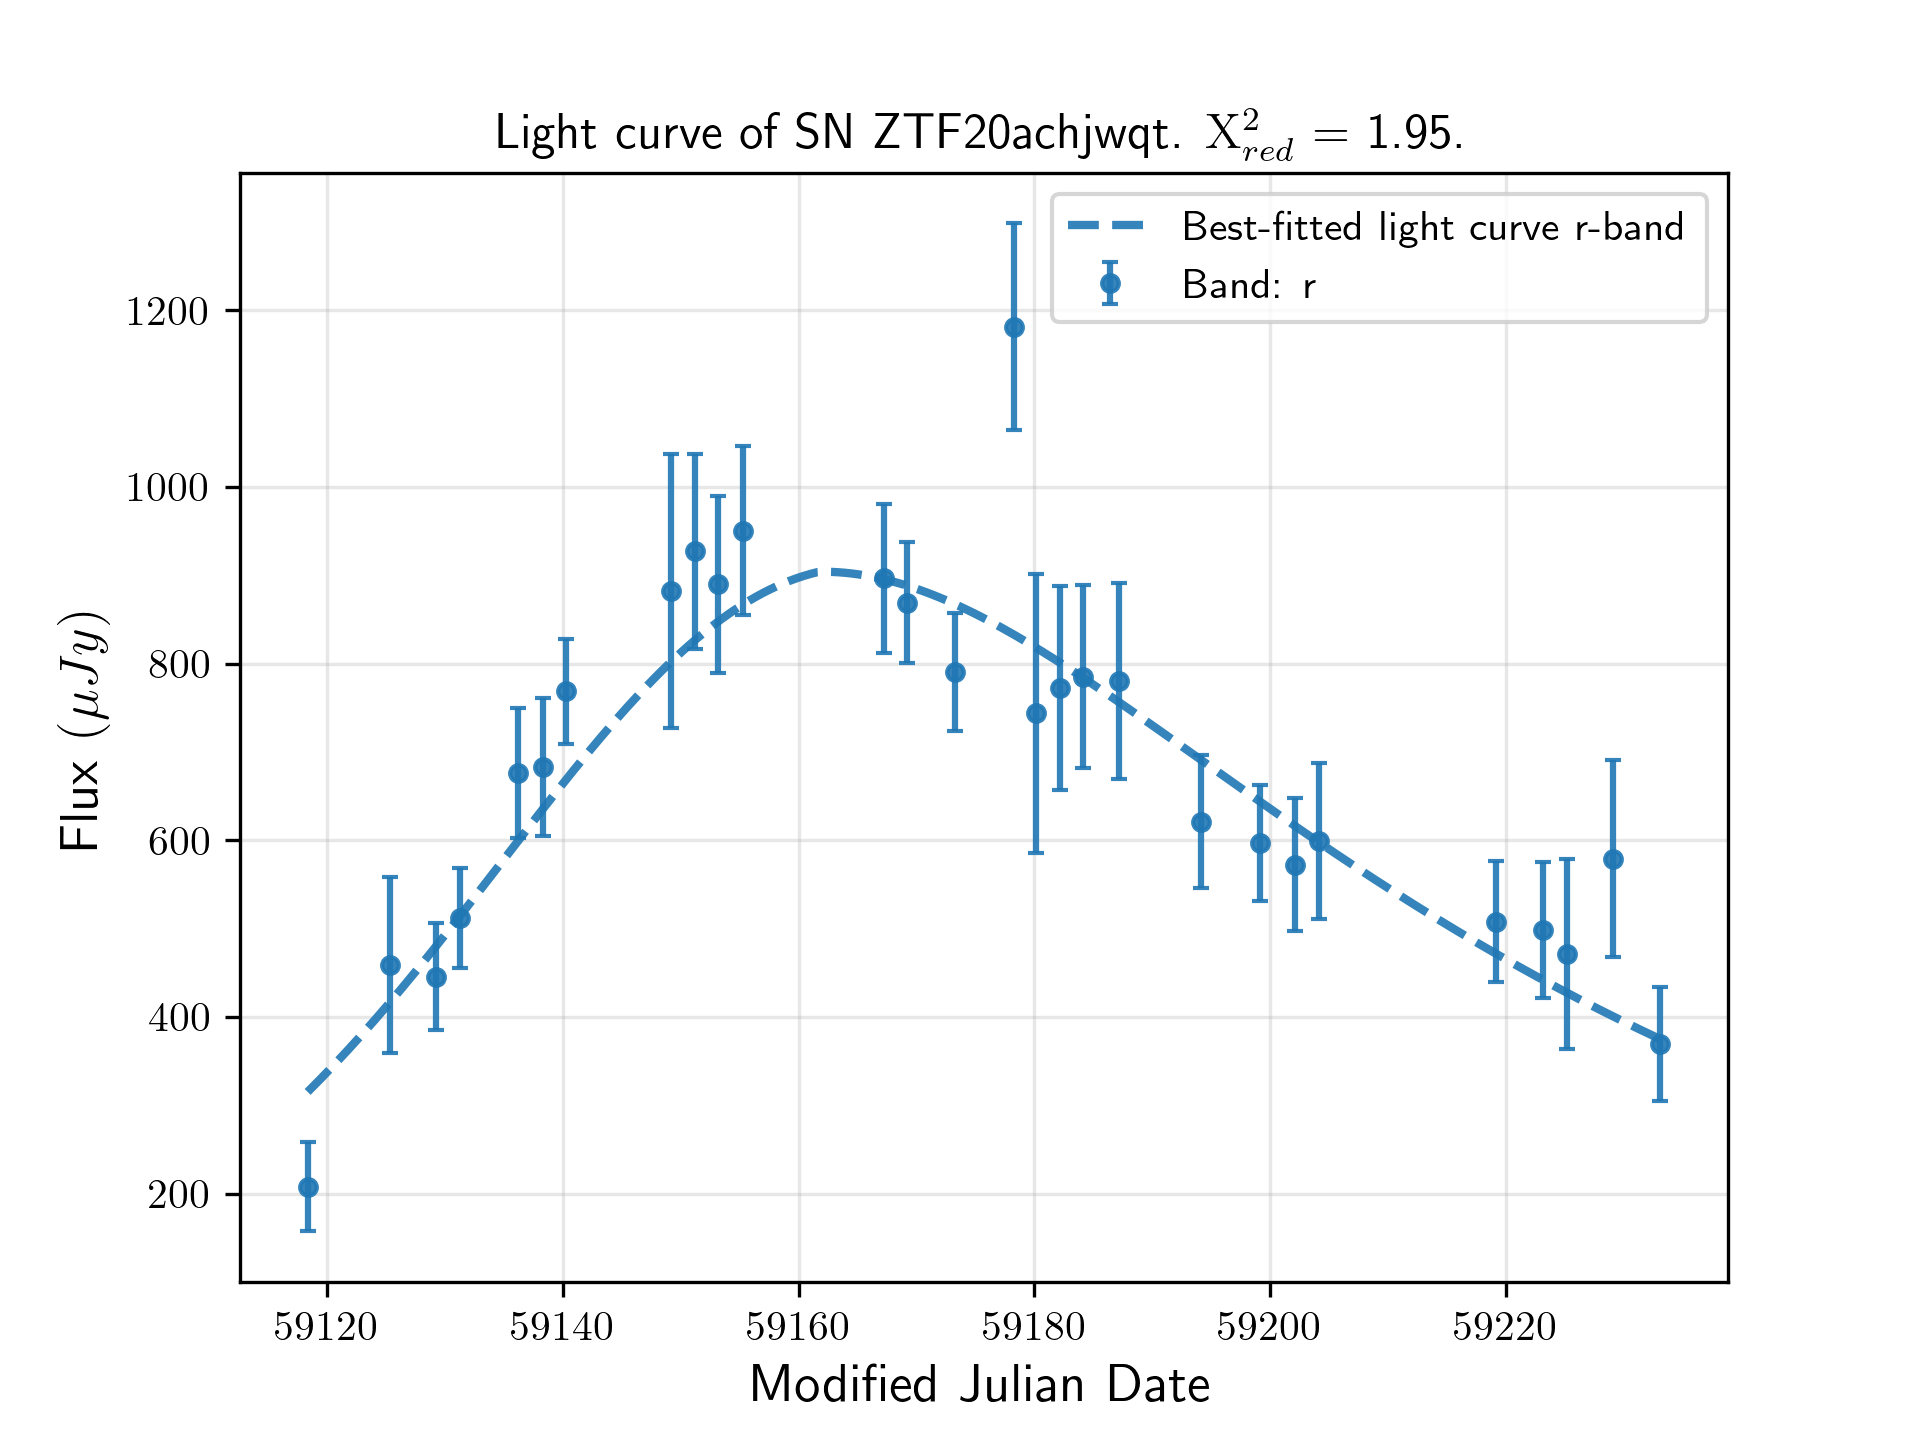 Light curve of SN ZTF20achjwqt. X²red = 1.95.
Best-fitted light curve r-band
Band: r
Flux (μJy)
1200
1000
800
600
400
200
59120 59140 59160 59180 59200 59220
Modified Julian Date